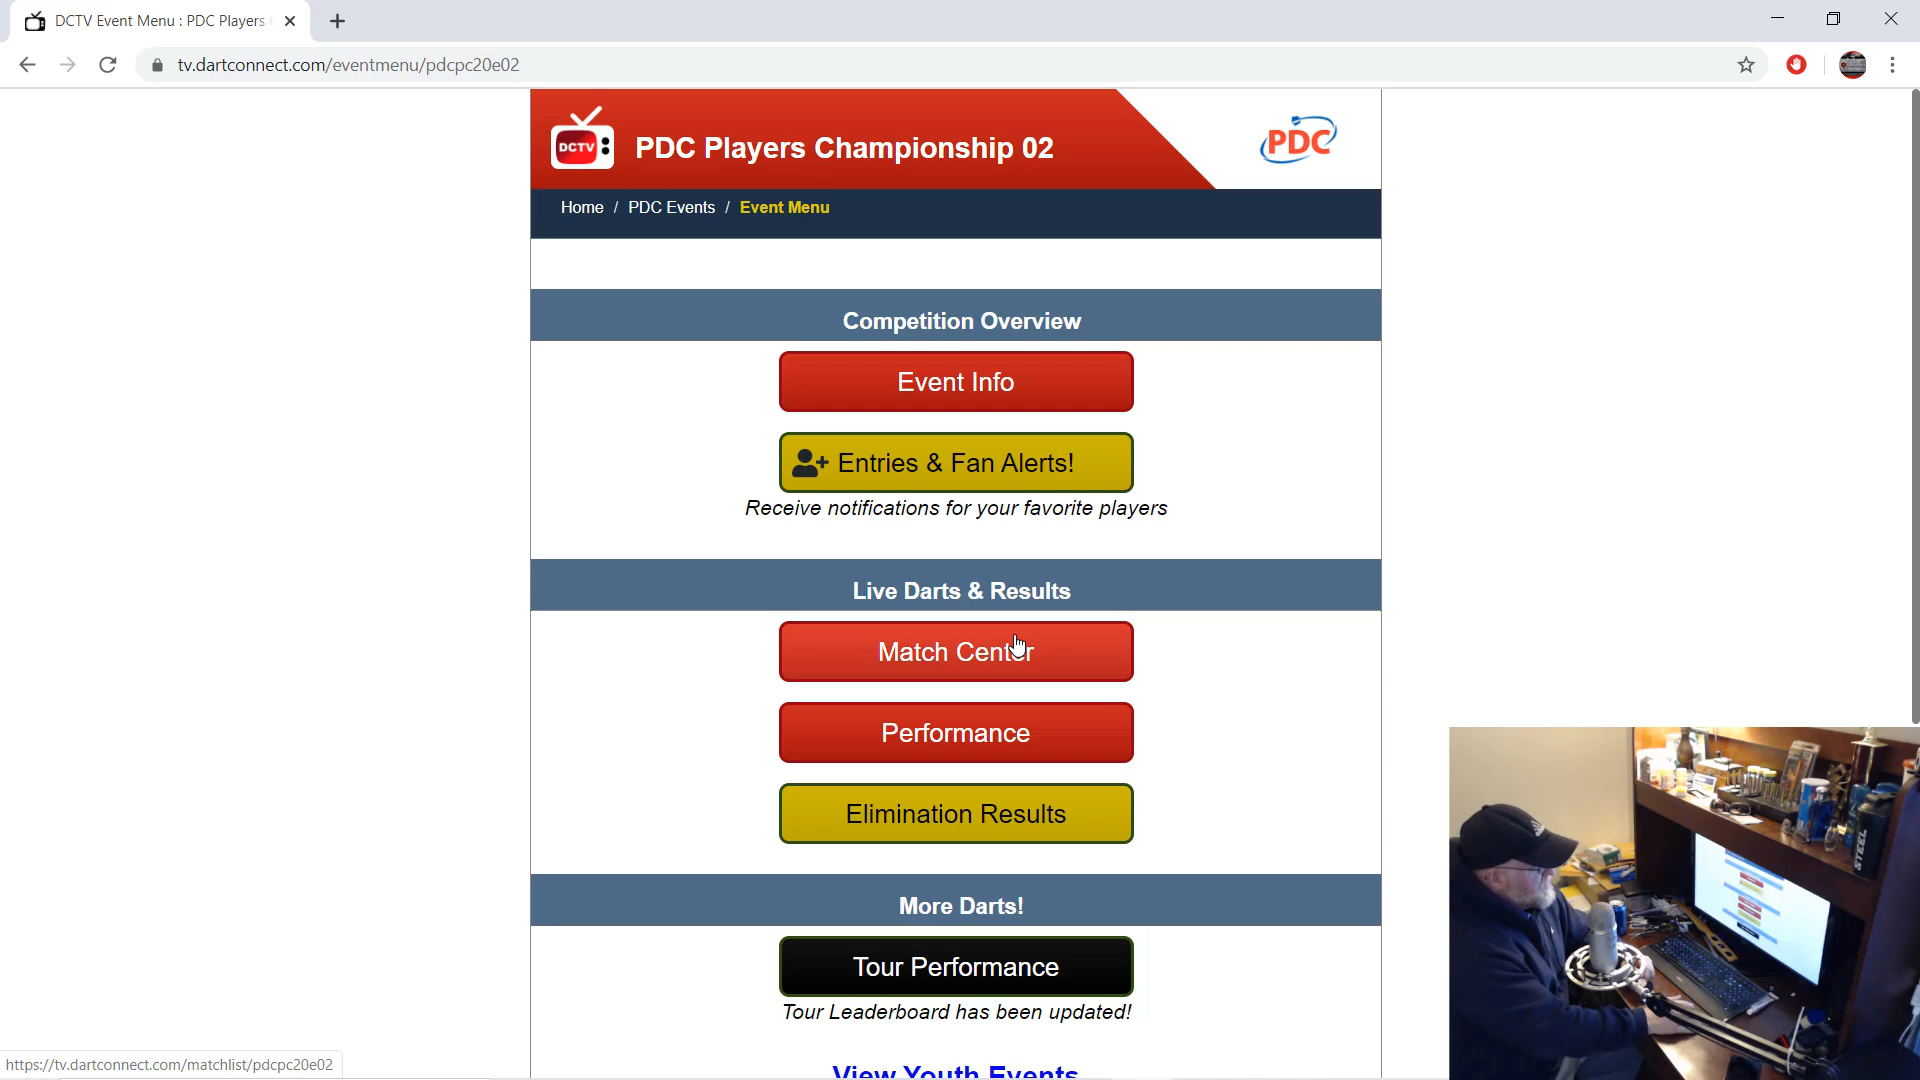 DCTV Event Menu : PDC Players
tv.dartconnect.com/eventmenu/pdcpc20e02
DCTV
PDC Players Championship 02
PDC
Home / PDC Events / Event Menu
Competition Overview
Event Info
Entries & Fan Alerts!
Receive notifications for your favorite players
Live Darts & Results
Match Center
Performance
Elimination Results
More Darts!
Tour Performance
Tour Leaderboard has been updated!
View Youth Events
STEEL
https://tv.dartconnect.com/matchlist/pdcpc20e02